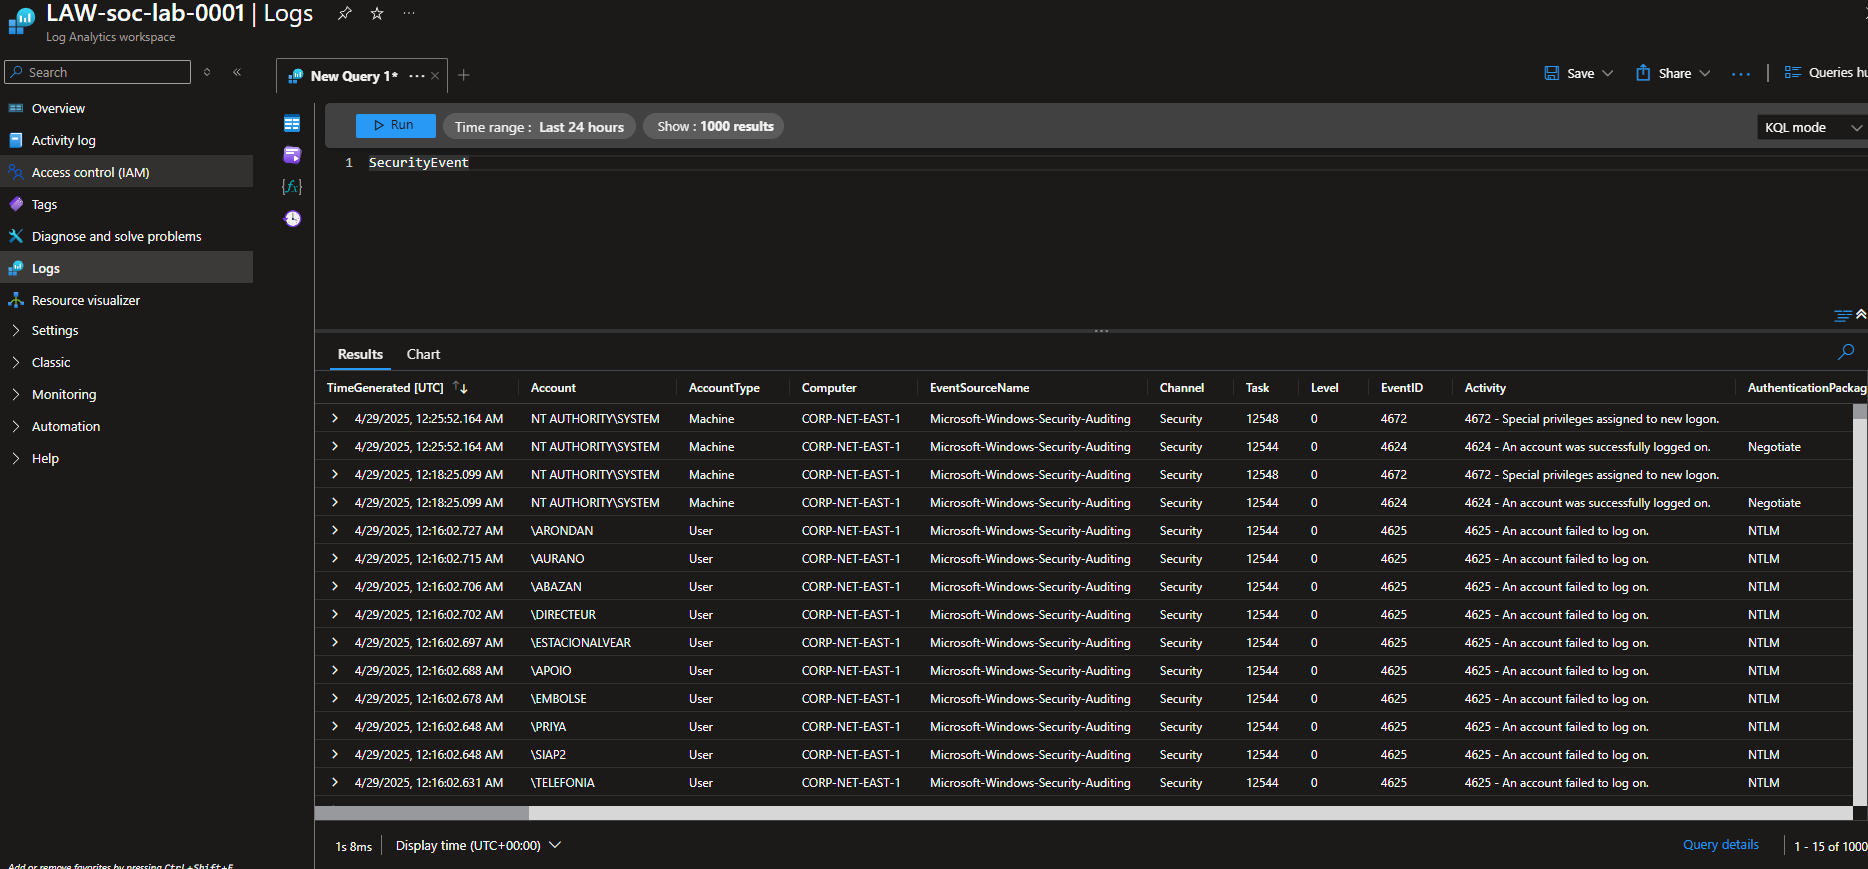 LAW-soc-lab-0001 | Logs
Log Analytics workspace
Search
Overview
Activity log
Access control (IAM)
Tags
Diagnose and solve problems
Logs
Resource visualizer
Settings
Classic
Monitoring
Automation
Help
Add or remove favorites by pressing Ctrl+Shift+F
New Query 1*
Save
Share
Queries hu
Run
Time range : Last 24 hours
Show : 1000 results
KQL mode
1 SecurityEvent
Results Chart
TimeGenerated [UTC] Account AccountType Computer EventSourceName Channel Task Level EventID Activity AuthenticationPackag
4/29/2025, 12:25:52.164 AM NT AUTHORITY\SYSTEM Machine CORP-NET-EAST-1 Microsoft-Windows-Security-Auditing Security 12548 0 4672 4672 - Special privileges assigned to new logon.
4/29/2025, 12:25:52.164 AM NT AUTHORITY\SYSTEM Machine CORP-NET-EAST-1 Microsoft-Windows-Security-Auditing Security 12544 0 4624 4624 - An account was successfully logged on. Negotiate
4/29/2025, 12:18:25.099 AM NT AUTHORITY\SYSTEM Machine CORP-NET-EAST-1 Microsoft-Windows-Security-Auditing Security 12548 0 4672 4672 - Special privileges assigned to new logon.
4/29/2025, 12:18:25.099 AM NT AUTHORITY\SYSTEM Machine CORP-NET-EAST-1 Microsoft-Windows-Security-Auditing Security 12544 0 4624 4624 - An account was successfully logged on. Negotiate
4/29/2025, 12:16:02.727 AM \ARONDAN User CORP-NET-EAST-1 Microsoft-Windows-Security-Auditing Security 12544 0 4625 4625 - An account failed to log on. NTLM
4/29/2025, 12:16:02.715 AM \AURANO User CORP-NET-EAST-1 Microsoft-Windows-Security-Auditing Security 12544 0 4625 4625 - An account failed to log on. NTLM
4/29/2025, 12:16:02.706 AM \ABAZAN User CORP-NET-EAST-1 Microsoft-Windows-Security-Auditing Security 12544 0 4625 4625 - An account failed to log on. NTLM
4/29/2025, 12:16:02.702 AM \DIRECTEUR User CORP-NET-EAST-1 Microsoft-Windows-Security-Auditing Security 12544 0 4625 4625 - An account failed to log on. NTLM
4/29/2025, 12:16:02.697 AM \ESTACIONALVEAR User CORP-NET-EAST-1 Microsoft-Windows-Security-Auditing Security 12544 0 4625 4625 - An account failed to log on. NTLM
4/29/2025, 12:16:02.688 AM \APOIO User CORP-NET-EAST-1 Microsoft-Windows-Security-Auditing Security 12544 0 4625 4625 - An account failed to log on. NTLM
4/29/2025, 12:16:02.678 AM \EMBOLSE User CORP-NET-EAST-1 Microsoft-Windows-Security-Auditing Security 12544 0 4625 4625 - An account failed to log on. NTLM
4/29/2025, 12:16:02.648 AM \PRIYA User CORP-NET-EAST-1 Microsoft-Windows-Security-Auditing Security 12544 0 4625 4625 - An account failed to log on. NTLM
4/29/2025, 12:16:02.648 AM \SIAP2 User CORP-NET-EAST-1 Microsoft-Windows-Security-Auditing Security 12544 0 4625 4625 - An account failed to log on. NTLM
4/29/2025, 12:16:02.631 AM \TELEFONIA User CORP-NET-EAST-1 Microsoft-Windows-Security-Auditing Security 12544 0 4625 4625 - An account failed to log on. NTLM
1s 8ms Display time (UTC+00:00) Query details 1 - 15 of 1000